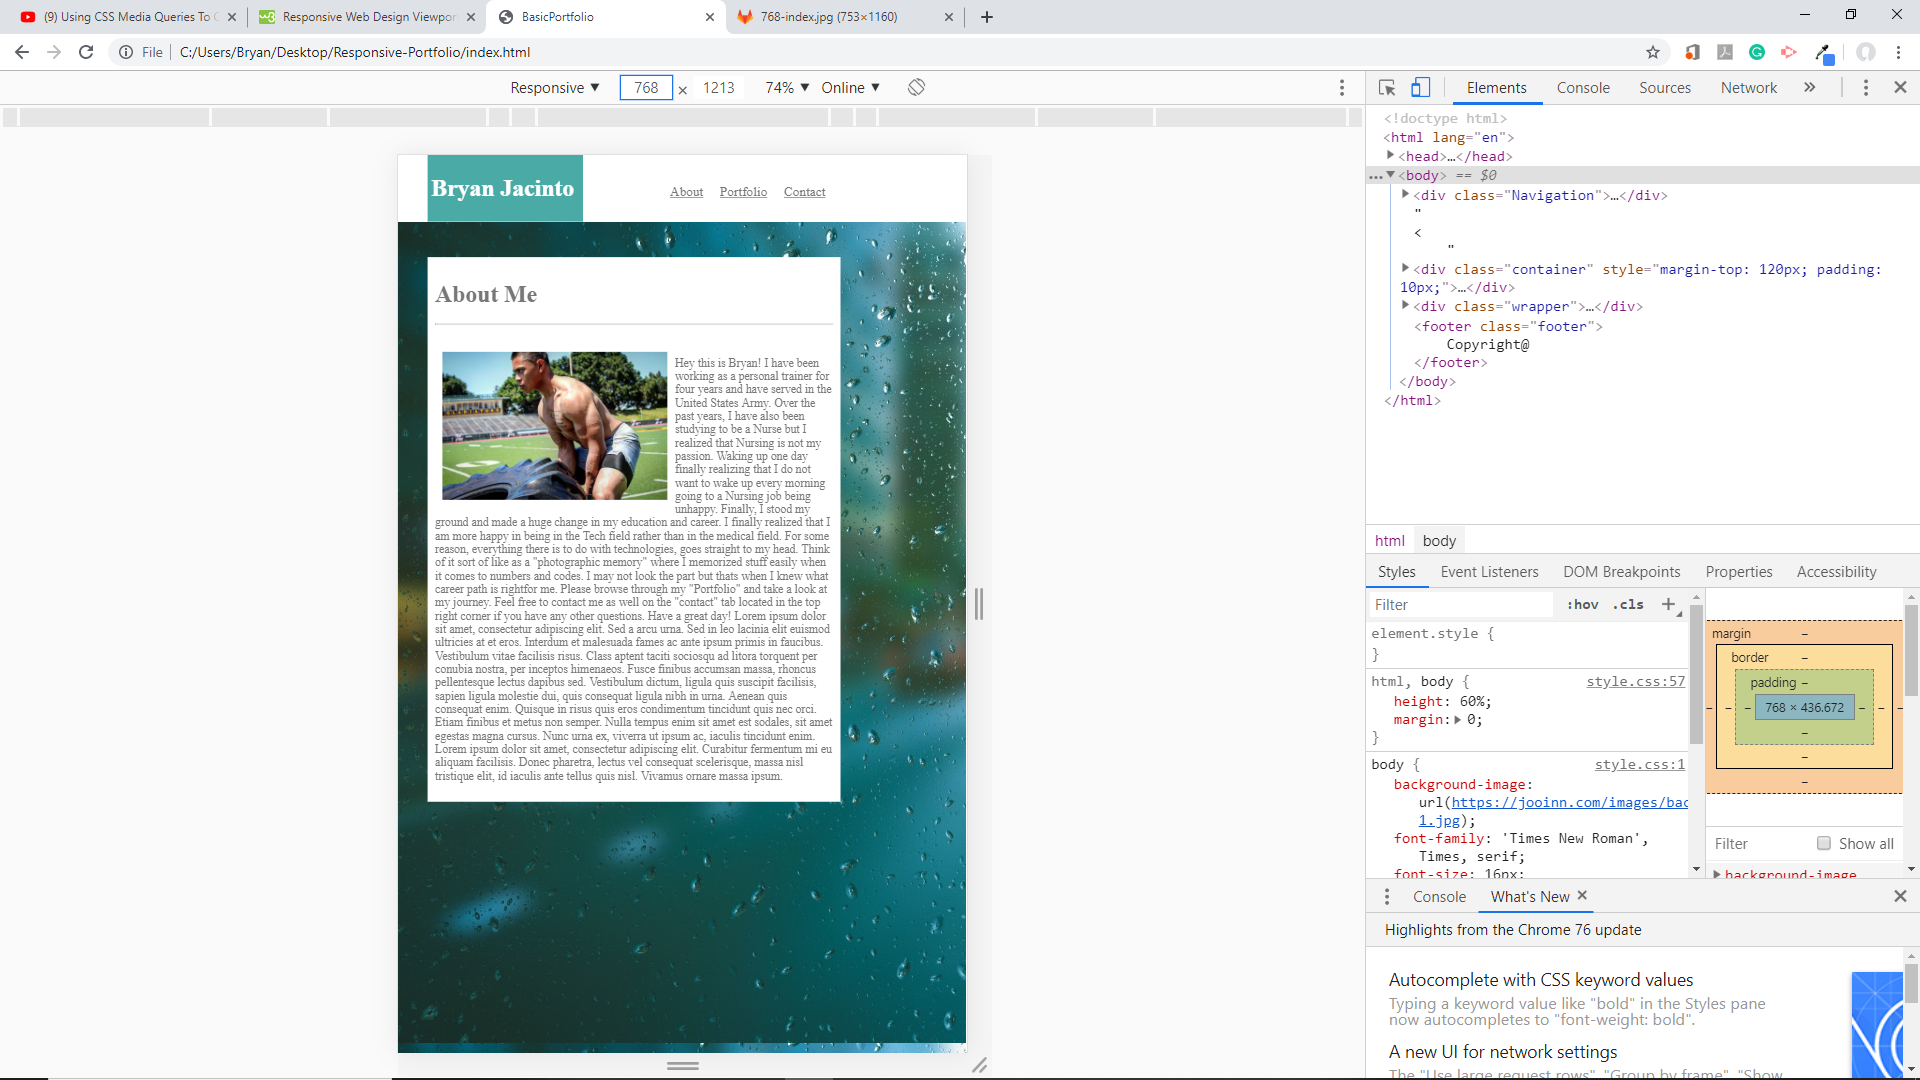 (9) Using CSS Media Queries To C
Responsive Web Design Viewpor
BasicPortfolio
768-index.jpg (753×1160)
File
C:/Users/Bryan/Desktop/Responsive-Portfolio/index.html
Responsive ▼
768 × 1213
74% ▼
Online ▼
Bryan Jacinto
About
Portfolio
Contact
About Me
Hey this is Bryan! I have been
working as a personal trainer for
four years and have served in the
United States Army. Over the
past years, I have also been
studying to be a Nurse but I
realized that Nursing is not my
passion. Waking up one day
finally realizing that I do not
want to wake up every morning
going to a Nursing job being
unhappy. Finally, I stood my
ground and made a huge change in my education and career. I finally realized that I
am more happy in being in the Tech field rather than in the medical field. For some
reason, everything there is to do with technologies, goes straight to my head. Think
of it sort of like as a "photographic memory" where I memorized stuff easily when
it comes to numbers and codes. I may not look the part but thats when I knew what
career path is rightfor me. Please browse through my "Portfolio" and take a look at
my journey. Feel free to contact me as well on the "contact" tab located in the top
right corner if you have any other questions. Have a great day! Lorem ipsum dolor
sit amet, consectetur adipiscing elit. Sed a arcu urna. Sed in leo lacinia elit euismod
ultricies at et eros. Interdum et malesuada fames ac ante ipsum primis in faucibus.
Vestibulum vitae facilisis risus. Class aptent taciti sociosqu ad litora torquent per
conubia nostra, per inceptos himenaeos. Fusce finibus accumsan massa, rhoncus
pellentesque lectus dapibus sed. Vestibulum dictum, ligula quis suscipit facilisis,
sapien ligula molestie dui, quis consequat ligula nibh in urna. Aenean quis
consequat enim. Quisque in risus quis eros condimentum tincidunt quis nec orci.
Etiam finibus et metus non semper. Nulla tempus enim sit amet est sodales, sit amet
egestas magna cursus. Nunc urna ex, viverra ut ipsum ac, iaculis tincidunt enim.
Lorem ipsum dolor sit amet, consectetur adipiscing elit. Curabitur fermentum mi eu
aliquam facilisis. Donec pharetra, lectus vel consequat scelerisque, massa nisl
tristique elit, id iaculis ante tellus quis nisl. Vivamus ornare massa ipsum.
Elements
Console
Sources
Network
»
<!doctype html>
<html lang="en">
<head>…</head>
… <body> == $0
<div class="Navigation">…</div>
"
<
"
<div class="container" style="margin-top: 120px; padding:
10px;">…</div>
<div class="wrapper">…</div>
<footer class="footer">
Copyright@
</footer>
</body>
</html>
html
body
Styles
Event Listeners
DOM Breakpoints
Properties
Accessibility
Filter
:hov .cls +
element.style {
}
html, body {
style.css:57
height: 60%;
margin: 0;
}
body {
style.css:1
background-image:
url(https://jooinn.com/images/bac
1.jpg);
font-family: 'Times New Roman',
Times, serif;
font-size: 16px;
margin –
border –
padding –
– – – 768 × 436.672 – – –
–
–
–
Filter
Show all
background-image
Console
What's New ×
Highlights from the Chrome 76 update
Autocomplete with CSS keyword values
Typing a keyword value like "bold" in the Styles pane
now autocompletes to "font-weight: bold".
A new UI for network settings
The "Use large request rows", "Group by frame", "Show